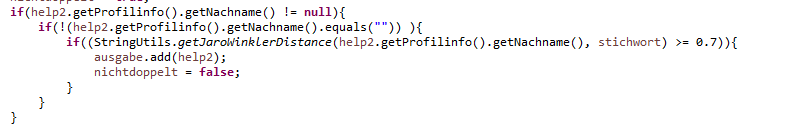 if(help2.getProfilinfo().getNachname() != null){
if(!(help2.getProfilinfo().getNachname().equals("")) ){
if((StringUtils.getJaroWinklerDistance(help2.getProfilinfo().getNachname(), stichwort) >= 0.7)){
ausgabe.add(help2);
nichtdoppelt = false;
}
}
}